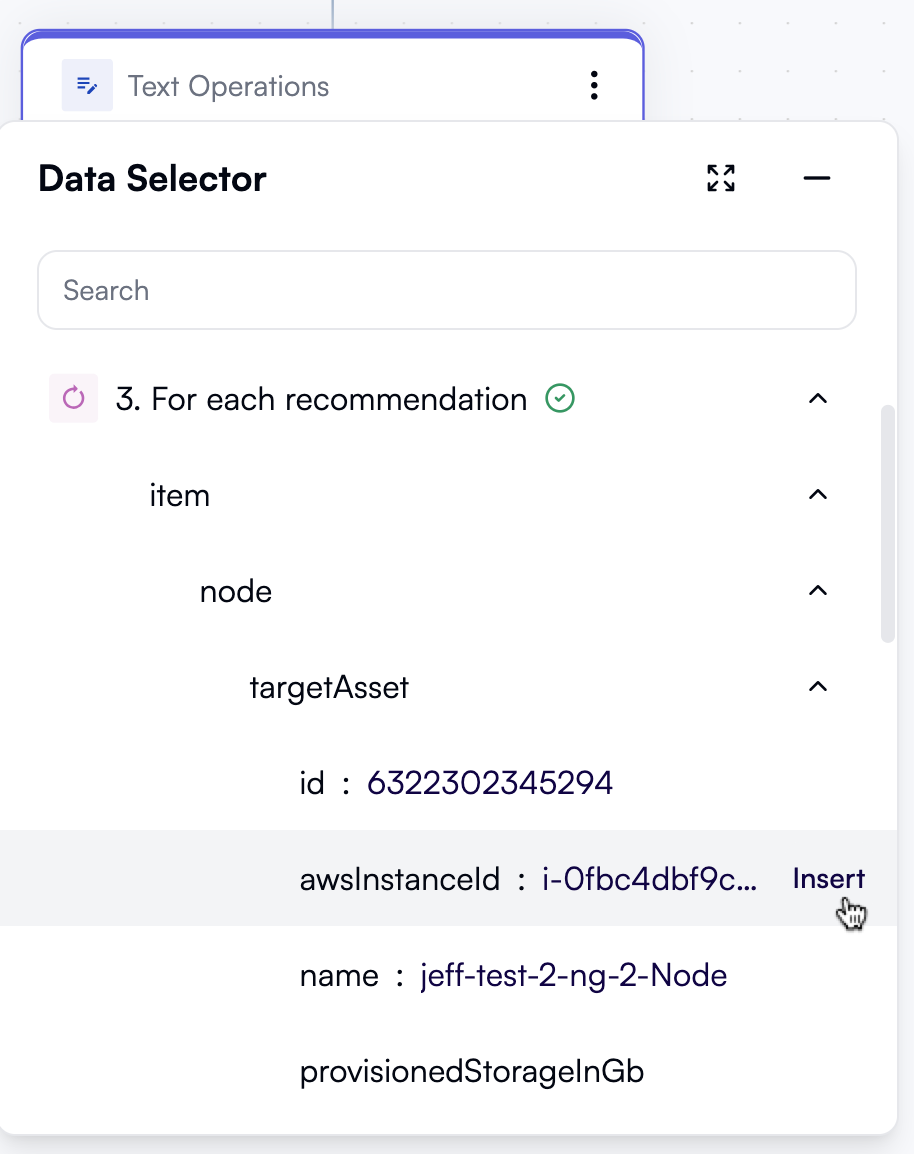 Text Operations
Data Selector
Search
3. For each recommendation
item
node
targetAsset
id : 6322302345294
awsInstanceId : i-0fbc4dbf9c... Insert
name : jeff-test-2-ng-2-Node
provisionedStorageInGb